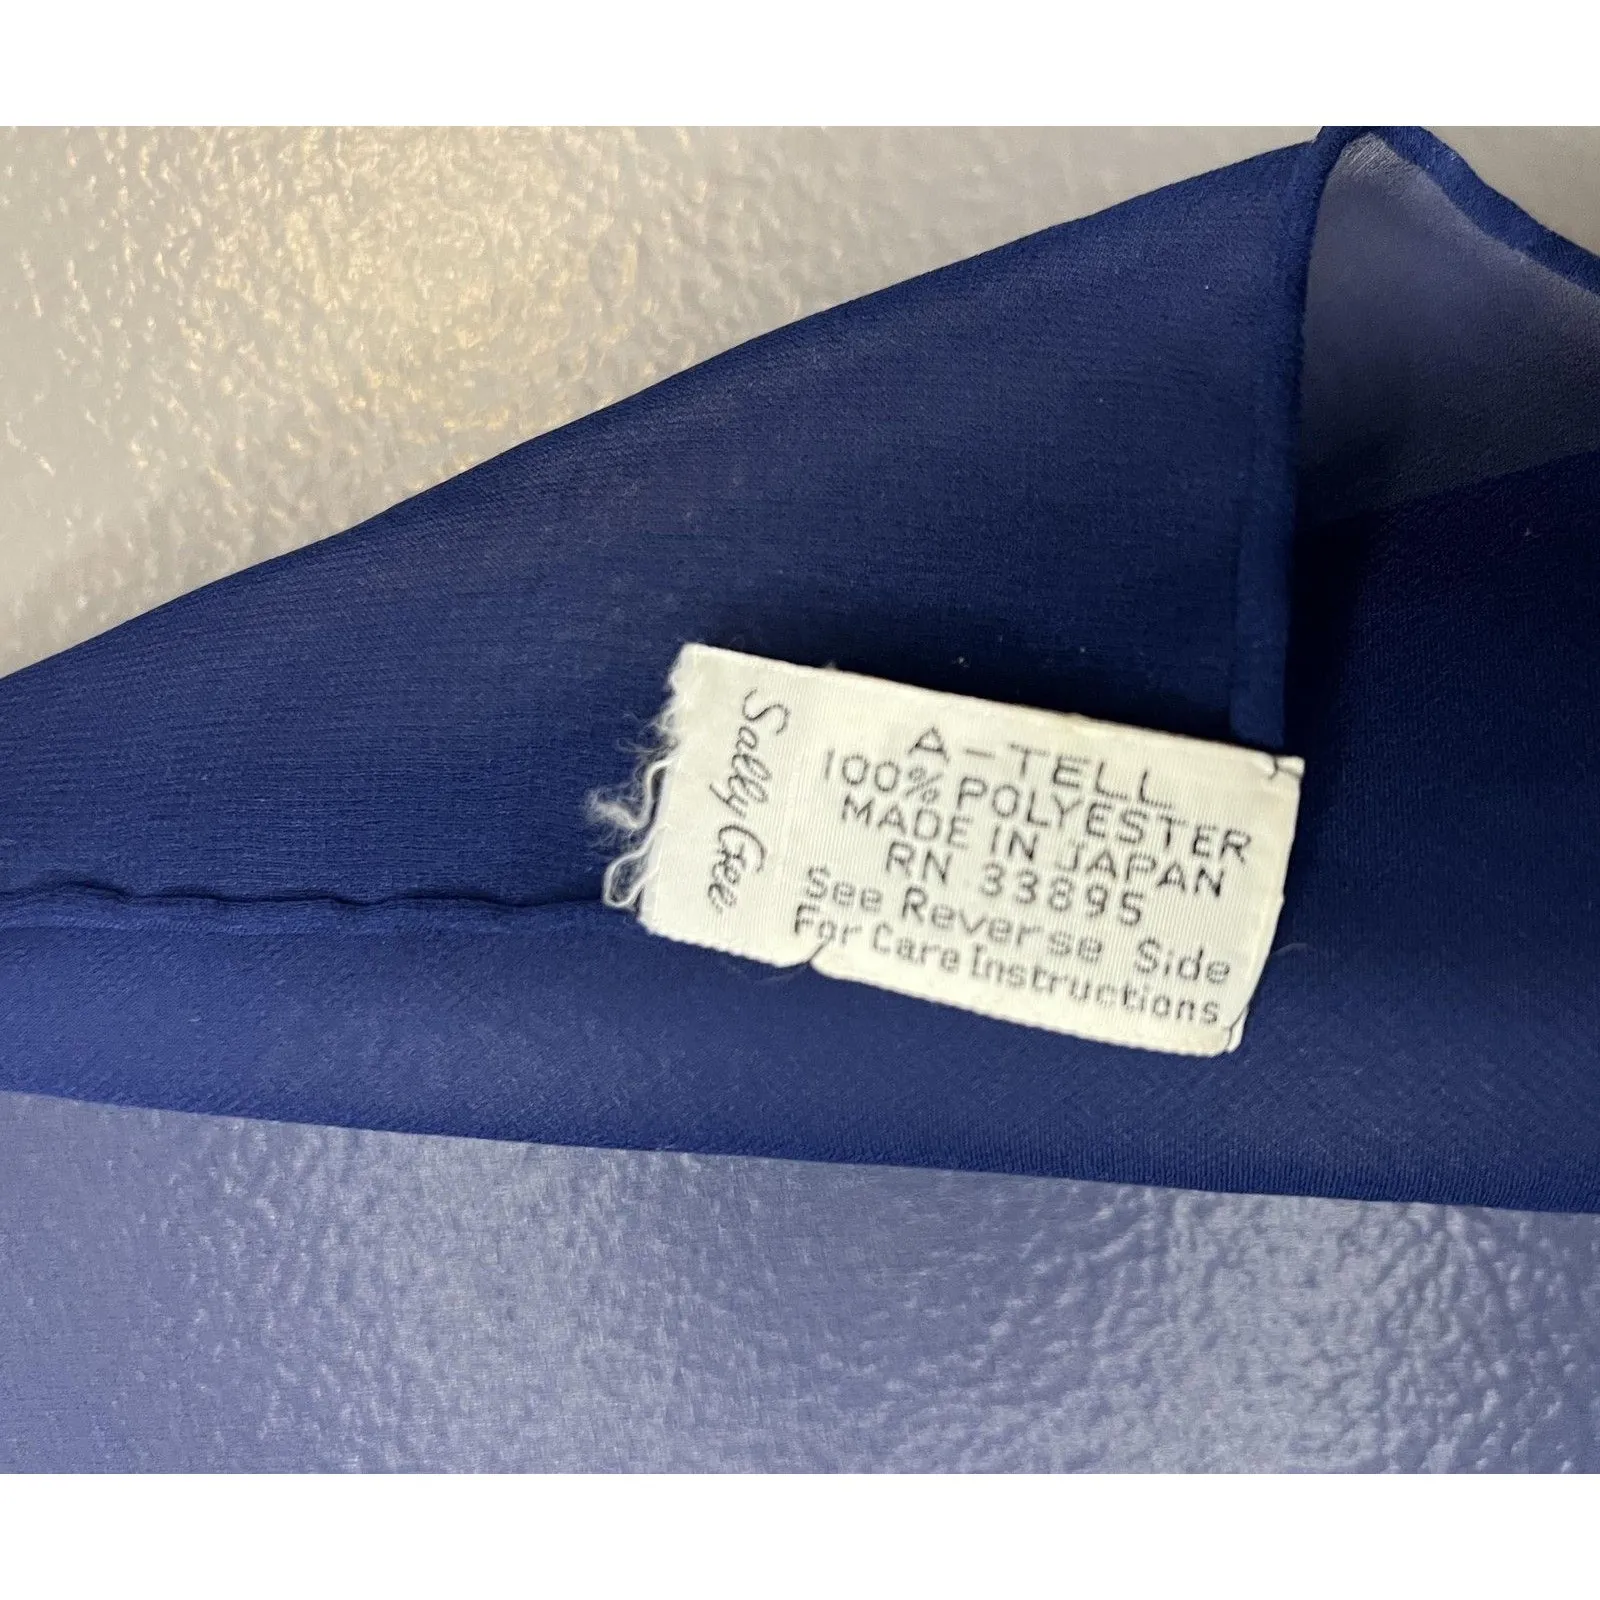 Sally Gee
A-TELL
100% POLYESTER
MADE IN JAPAN
RN 33895
See Reverse Side
For Care Instructions